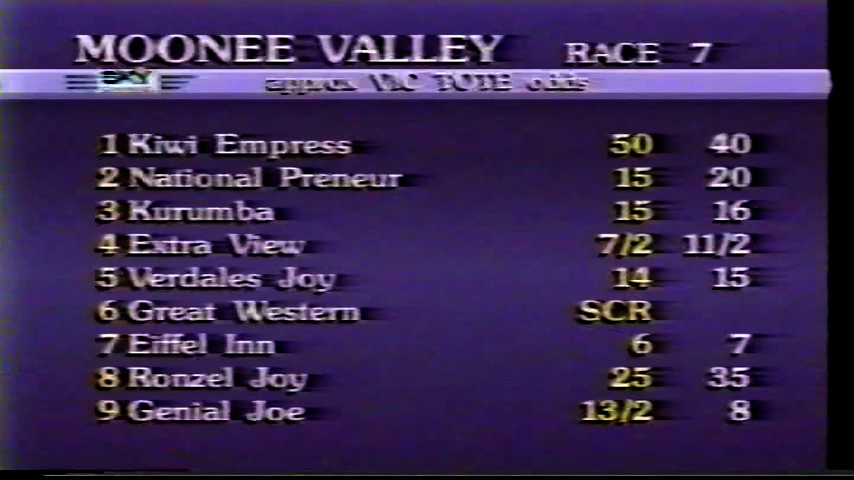 MOONEE VALLEY RACE 7
SKY approx VIC TOTE odds
1 Kiwi Empress 50 40
2 National Preneur 15 20
3 Kurumba 15 16
4 Extra View 7/2 11/2
5 Verdales Joy 14 15
6 Great Western SCR
7 Eiffel Inn 6 7
8 Ronzel Joy 25 35
9 Genial Joe 13/2 8